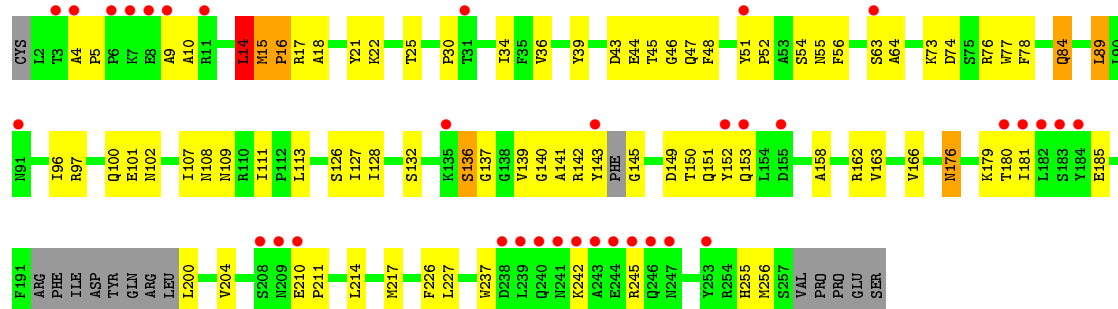 CYS L2 T3 A4 P5 P6 K7 E8 A9 A10 R11 L14 M15 P16 R17 A18 Y21 K22 T25 P30 T31 I34 F35 V36 Y39 D43 E44 T45 G46 Q47 F48 Y51 P52 A53 S54 N55 F56 S63 A64 K73 D74 S75 R76 W77 F78 Q84 L89 L90
N91 I96 R97 Q100 E101 N102 I107 N108 N109 R110 I111 P112 L113 S126 I127 I128 S132 K135 S136 G137 G138 V139 G140 A141 R142 Y143 PHE G145 D149 T150 Q151 Y152 Q153 L154 D155 A158 R162 V163 V166 N176 K179 T180 I181 L182 S183 Y184 E185
F191 ARG PHE ILE ASP TYR GLN ARG LEU L200 V204 S208 N209 E210 P211 L214 M217 F226 L227 W237 D238 L239 Q240 N241 K242 A243 E244 R245 Q246 N247 Y253 R254 H255 M256 S257 VAL PRO PRO GLU SER